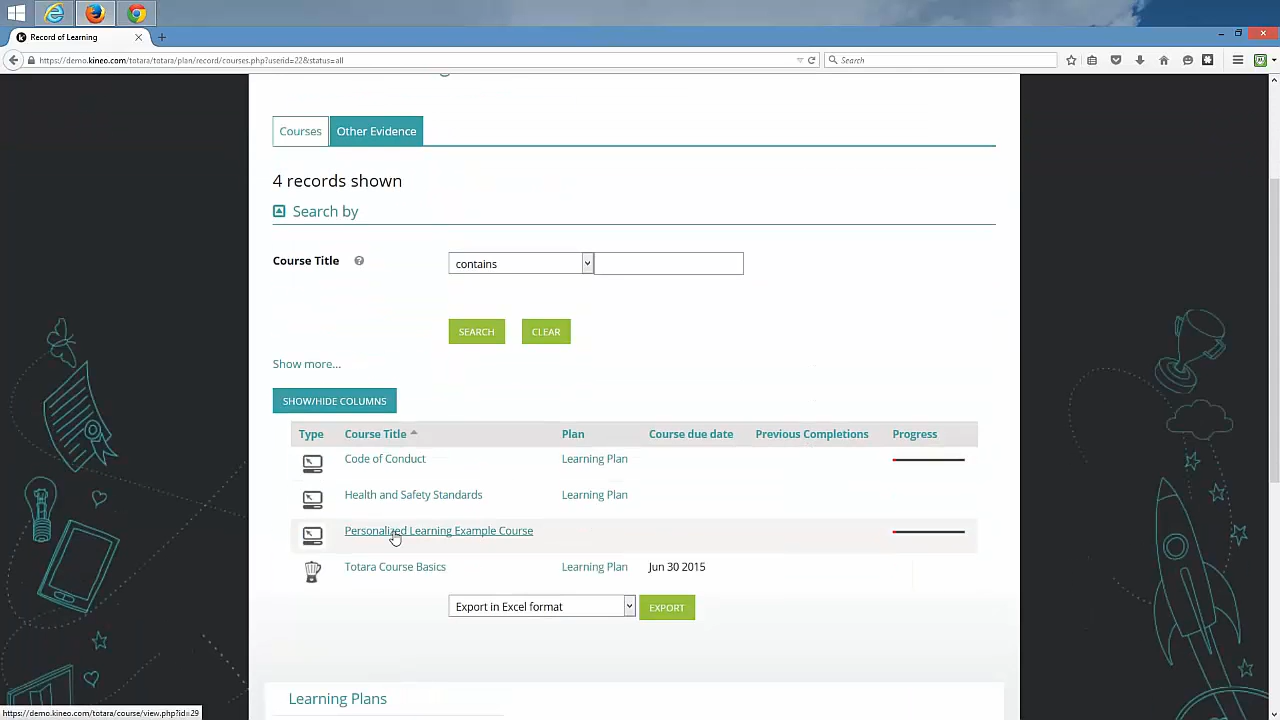 Record of Learning
https://demo.kineo.com/totara/totara/plan/record/courses.php?userid=22&status=all
Search
Courses
Other Evidence
4 records shown
Search by
Course Title
contains
SEARCH
CLEAR
Show more...
SHOW/HIDE COLUMNS
Type Course Title Plan Course due date Previous Completions Progress
Code of Conduct Learning Plan
Health and Safety Standards Learning Plan
Personalized Learning Example Course
Totara Course Basics Learning Plan Jun 30 2015
Export in Excel format
EXPORT
Learning Plans
https://demo.kineo.com/totara/course/view.php?id=29